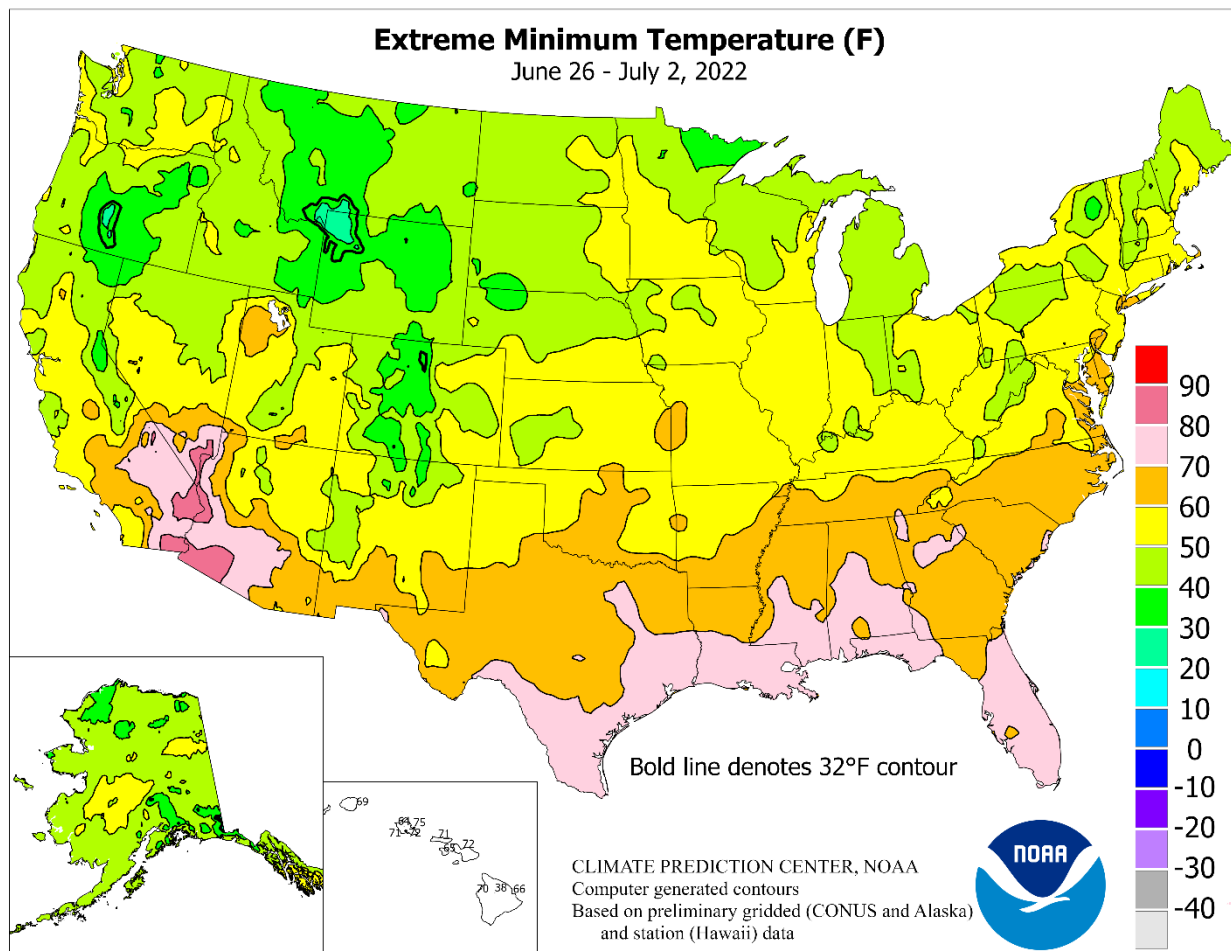 Extreme Minimum Temperature (F)
June 26 - July 2, 2022
90
80
70
60
50
40
30
20
10
0
-10
-20
-30
-40
Bold line denotes 32°F contour
69
75
71
72
71
72
70
38
66
CLIMATE PREDICTION CENTER, NOAA
Computer generated contours
Based on preliminary gridded (CONUS and Alaska)
and station (Hawaii) data
NOAA